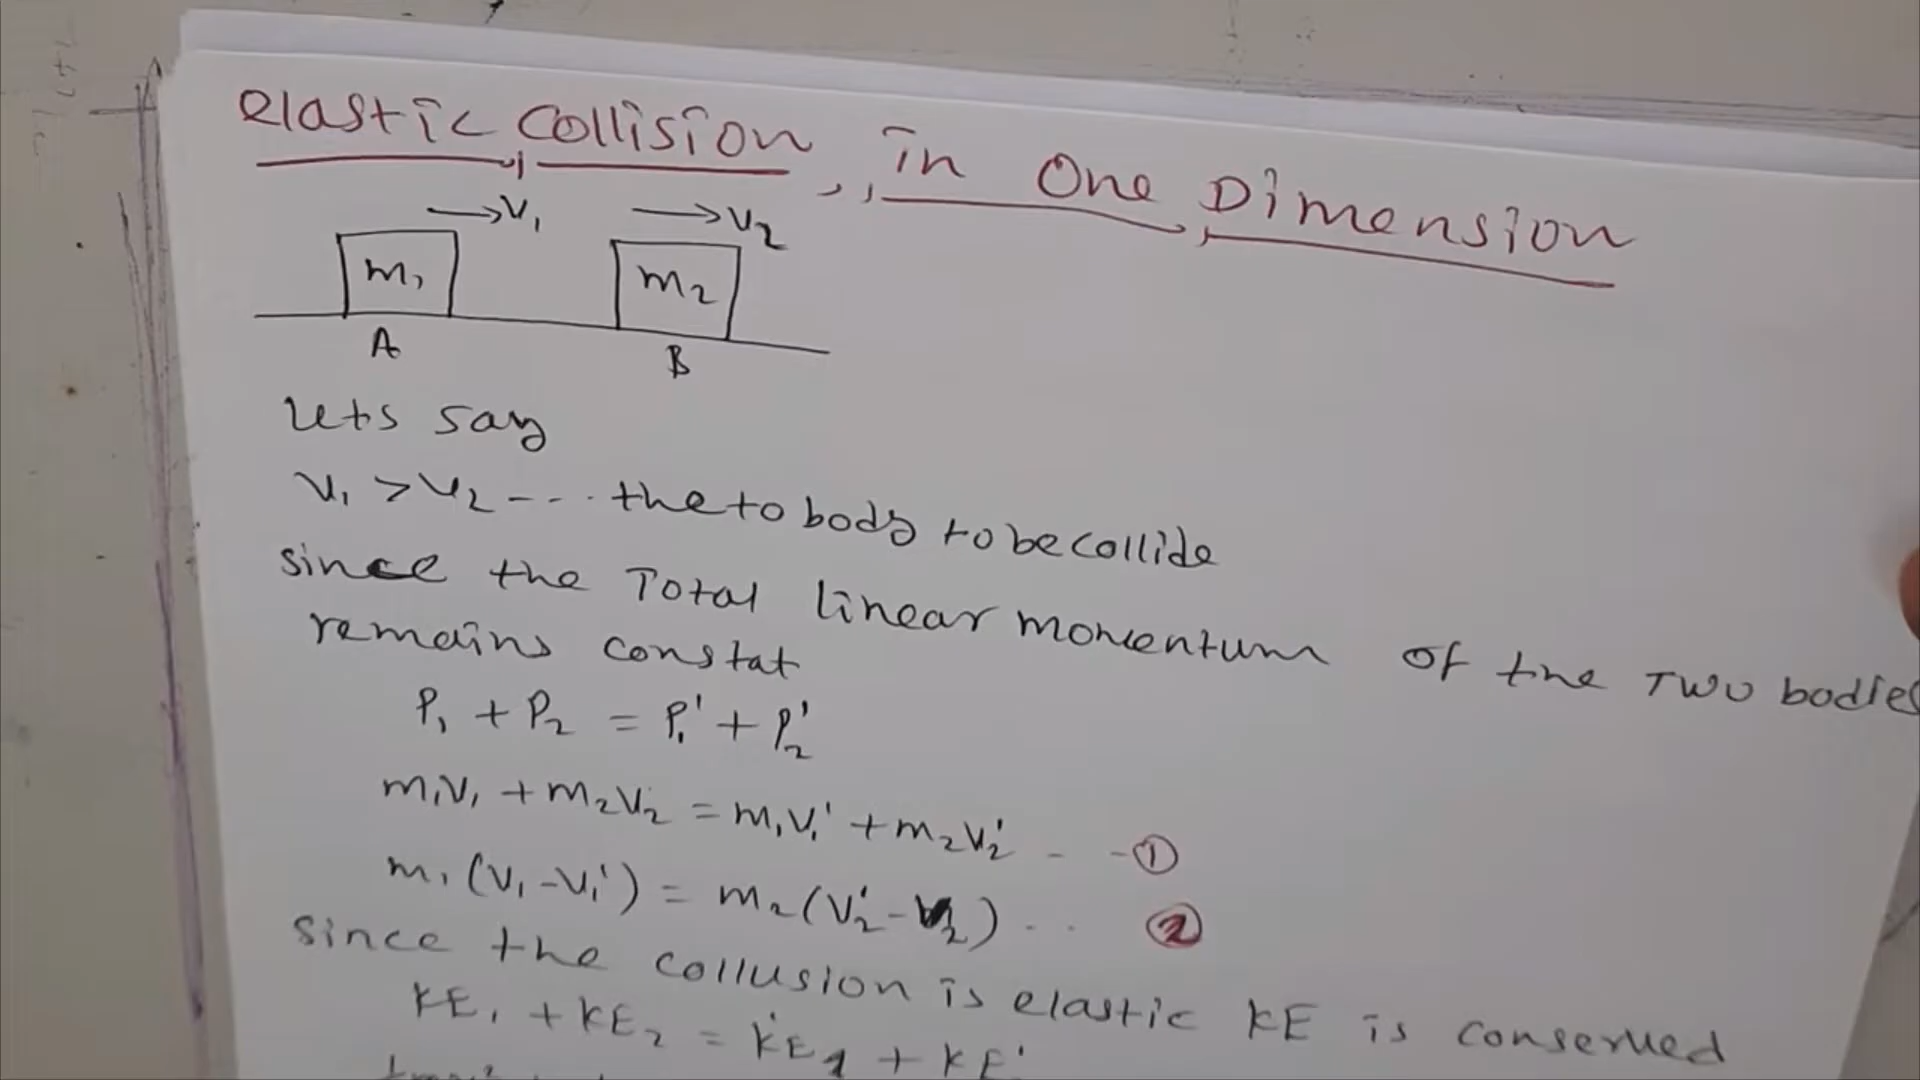 elastic collision, in One Dimension
→V₁ →V₂
m₁ m₂
A B
Lets say
V₁ > V₂ --- the to body to be collide
since the Total linear momentum of the TWO bodies
remains constat
P₁ + P₂ = P₁' + P₂'
m₁V₁ + m₂V₂ = m₁V₁' + m₂V₂' - - ①
m₁(V₁ - V₁') = m₂(V₂' - V₂) . . ②
since the collusion is elastic KE is conserved
KE₁ + KE₂ = KE₁' + KE'